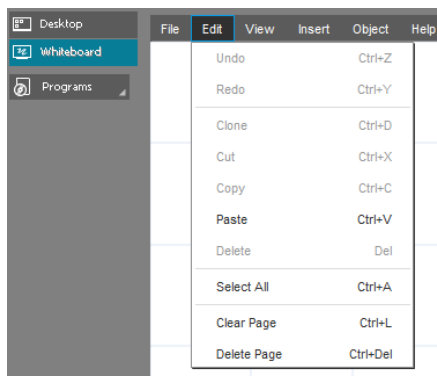 Desktop
Whiteboard
Programs
File Edit View Insert Object Help
Undo Ctrl+Z
Redo Ctrl+Y
Clone Ctrl+D
Cut Ctrl+X
Copy Ctrl+C
Paste Ctrl+V
Delete Del
Select All Ctrl+A
Clear Page Ctrl+L
Delete Page Ctrl+Del